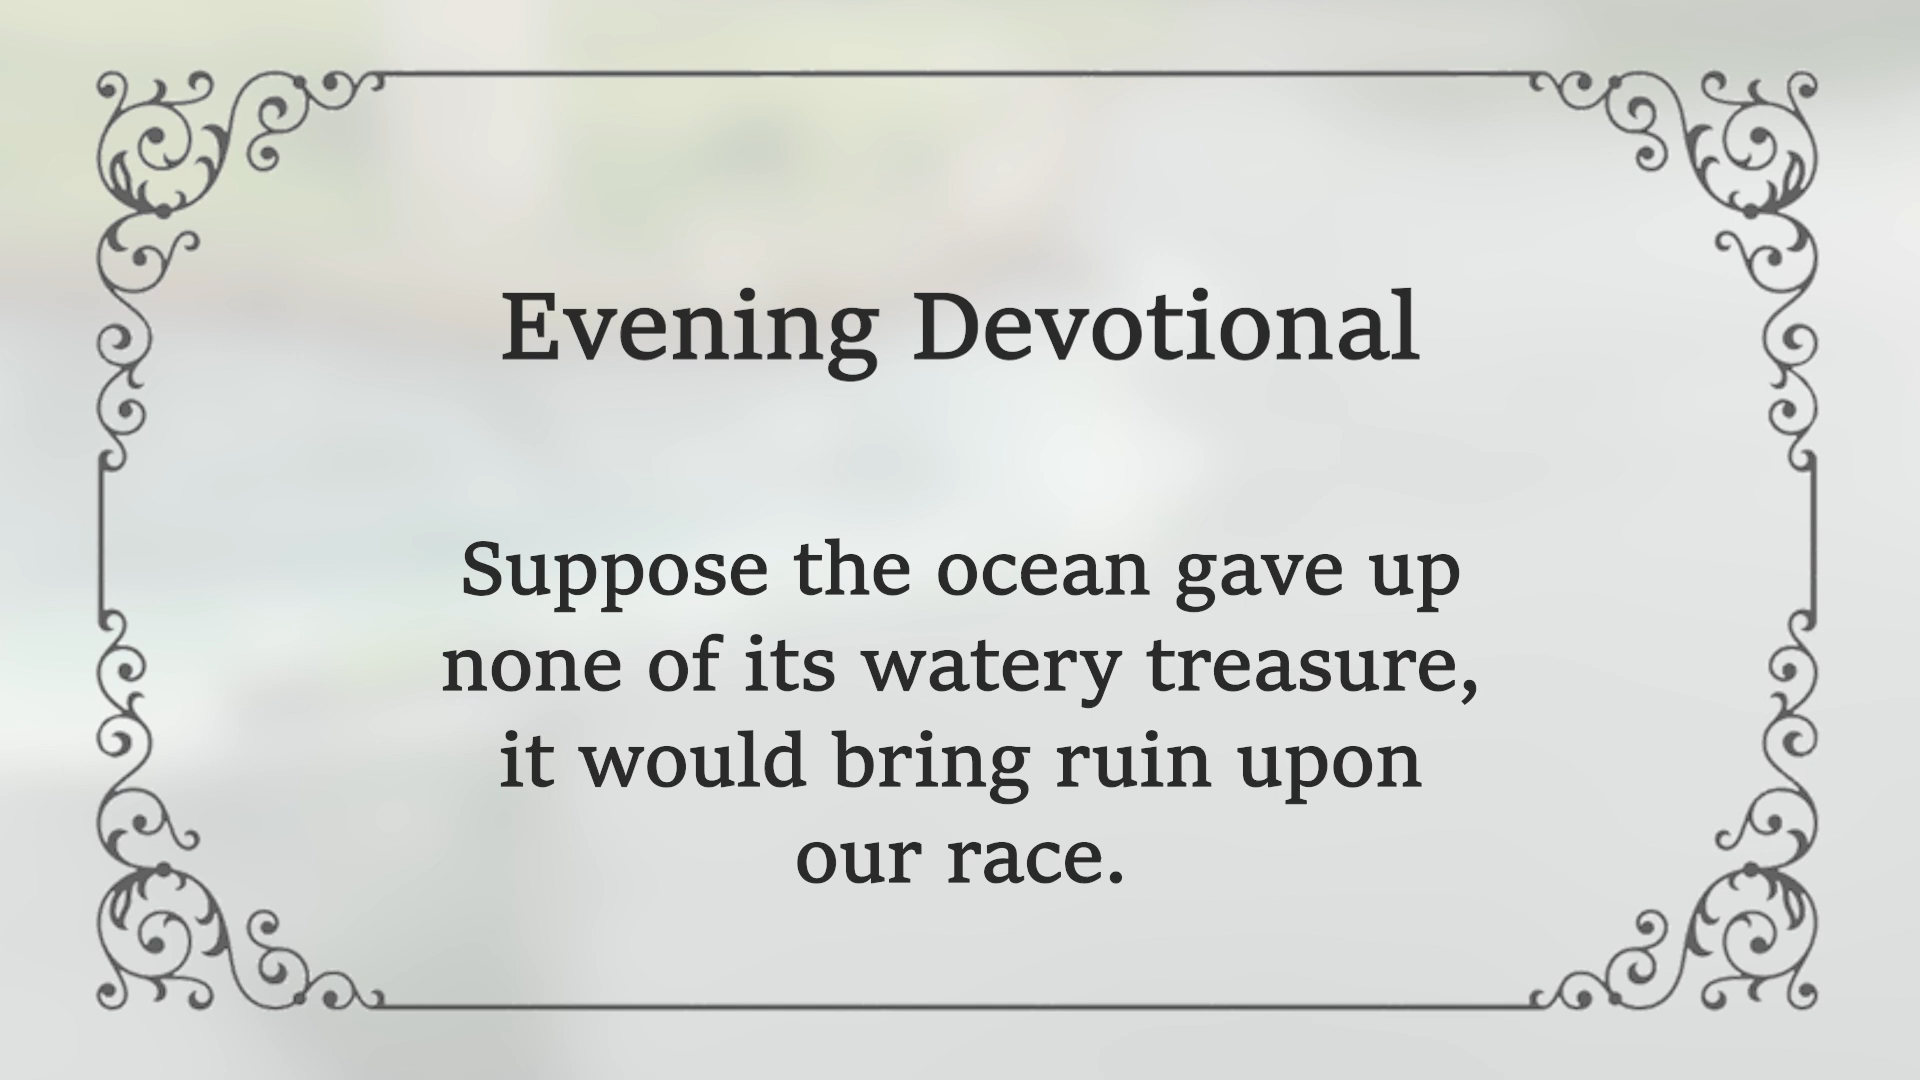 Evening Devotional
Suppose the ocean gave up
none of its watery treasure,
it would bring ruin upon
our race.